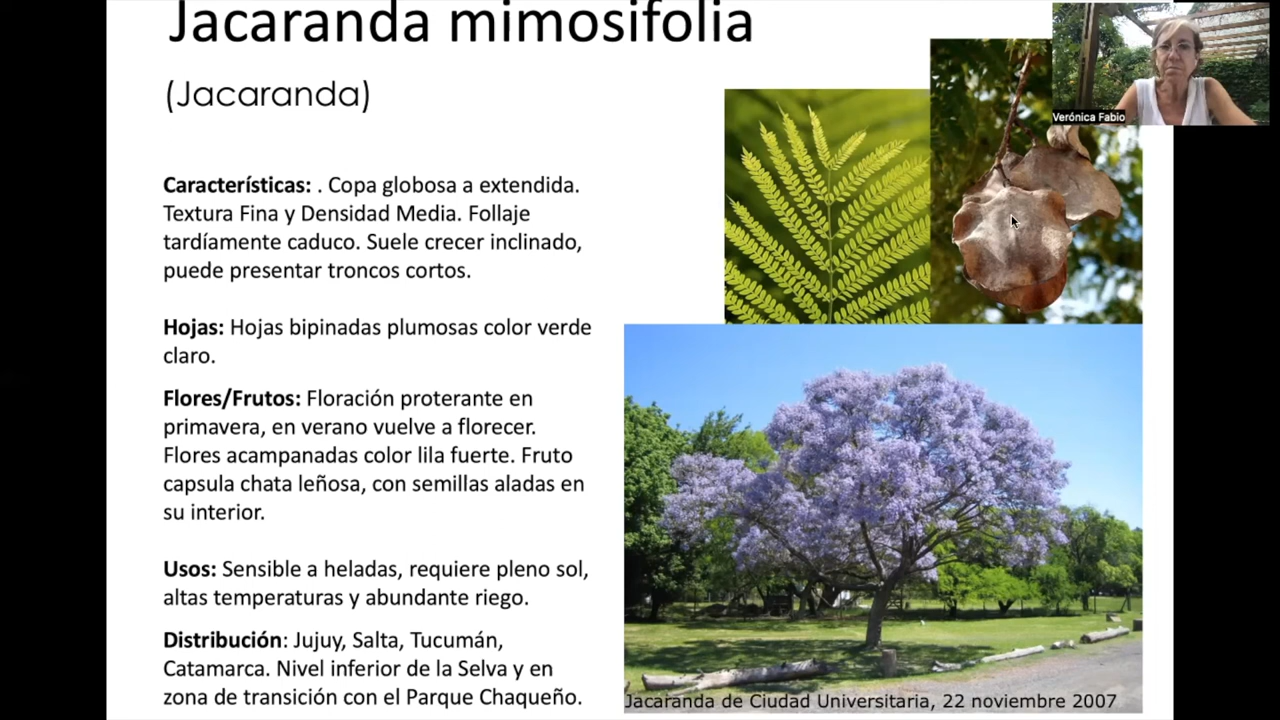 Jacaranda mimosifolia
(Jacaranda)
Verónica Fabio
Características: . Copa globosa a extendida.
Textura Fina y Densidad Media. Follaje
tardíamente caduco. Suele crecer inclinado,
puede presentar troncos cortos.
Hojas: Hojas bipinadas plumosas color verde
claro.
Flores/Frutos: Floración proterante en
primavera, en verano vuelve a florecer.
Flores acampanadas color lila fuerte. Fruto
capsula chata leñosa, con semillas aladas en
su interior.
Usos: Sensible a heladas, requiere pleno sol,
altas temperaturas y abundante riego.
Distribución: Jujuy, Salta, Tucumán,
Catamarca. Nivel inferior de la Selva y en
zona de transición con el Parque Chaqueño.
Jacaranda de Ciudad Universitaria, 22 noviembre 2007